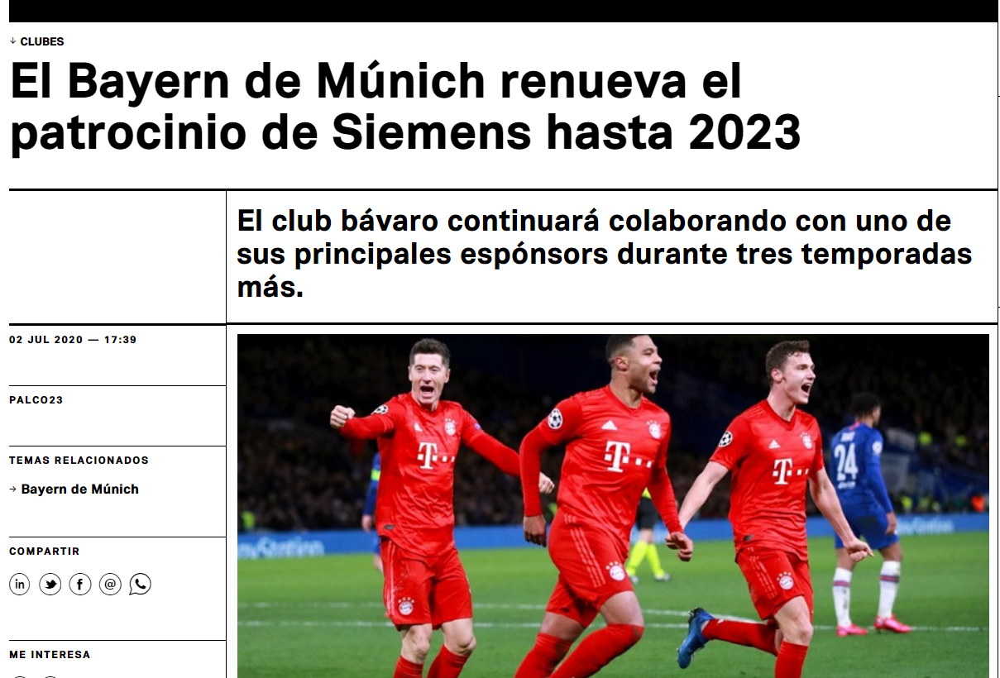 ↓ CLUBES
El Bayern de Múnich renueva el
patrocinio de Siemens hasta 2023
El club bávaro continuará colaborando con uno de
sus principales espónsors durante tres temporadas
más.
02 JUL 2020 — 17:39
PALCO23
TEMAS RELACIONADOS
→ Bayern de Múnich
COMPARTIR
ME INTERESA
T
T
T
24
PlayStation